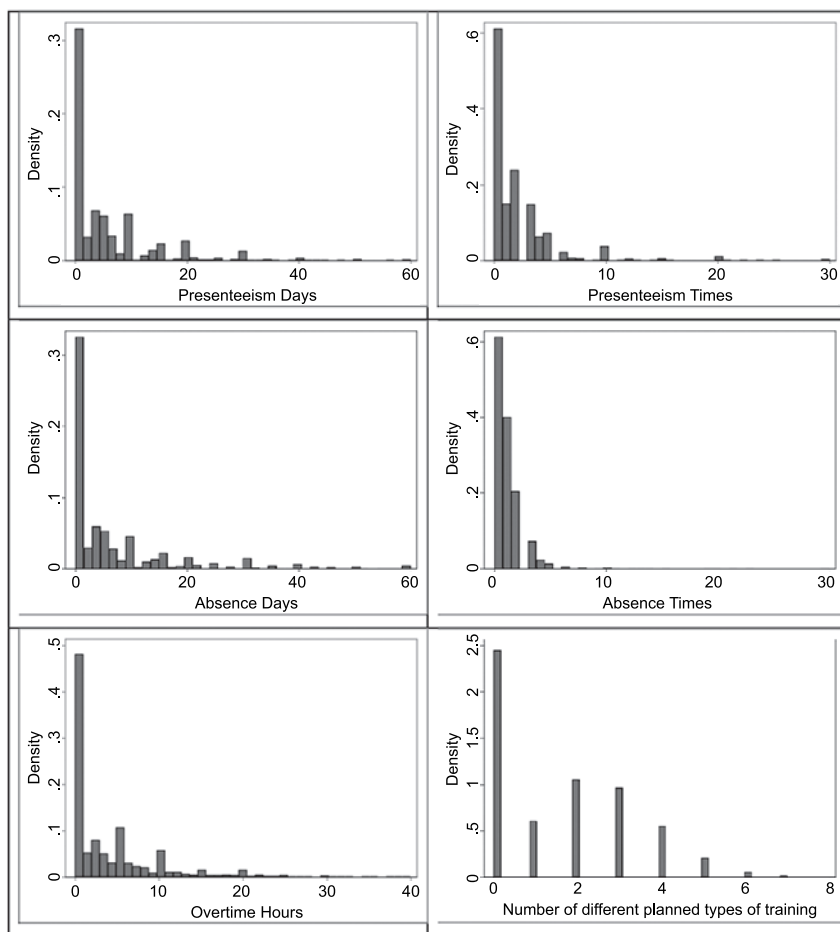 Density
.3
.2
.1
0
0 20 40 60
Presenteeism Days
Density
.6
.4
.2
0
0 10 20 30
Presenteeism Times
Density
.3
.2
.1
0
0 20 40 60
Absence Days
Density
.6
.4
.2
0
0 10 20 30
Absence Times
Density
.5
.4
.3
.2
.1
0
0 10 20 30 40
Overtime Hours
Density
2.5
2
1.5
1
.5
0
0 2 4 6 8
Number of different planned types of training